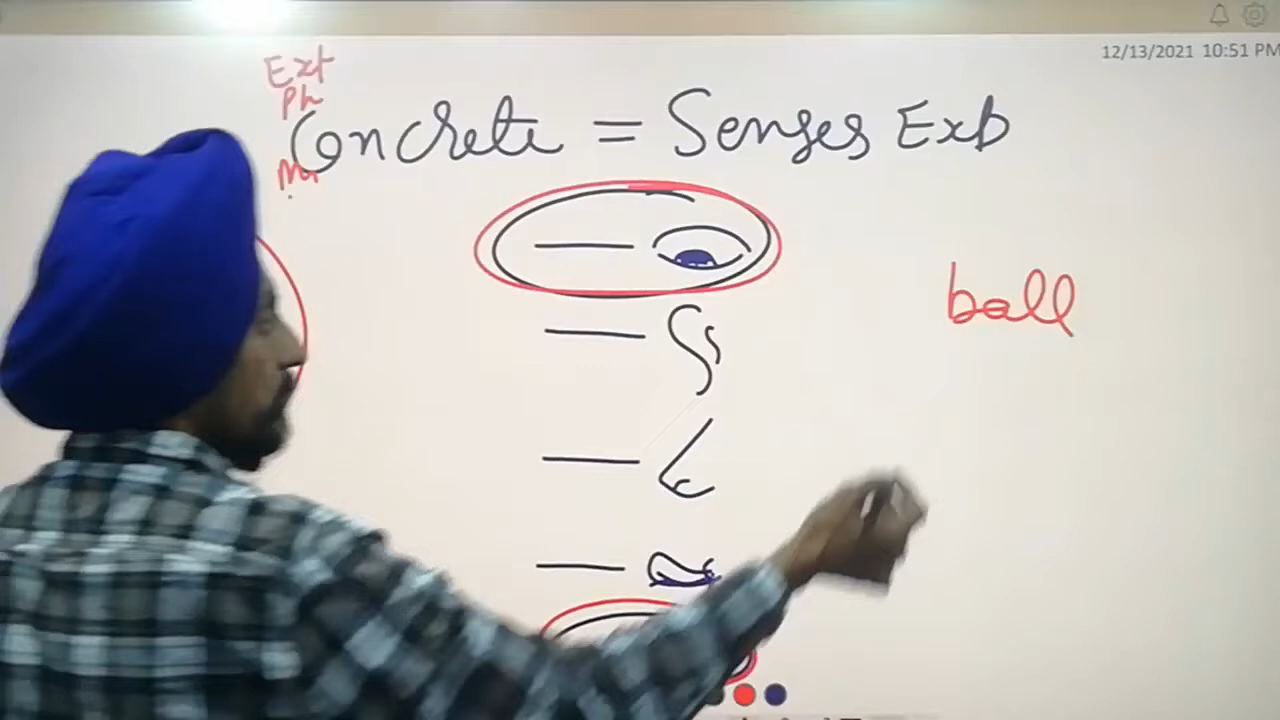 12/13/2021 10:51 PM
Ext
Ph
Concrete = Senses Exp
ball